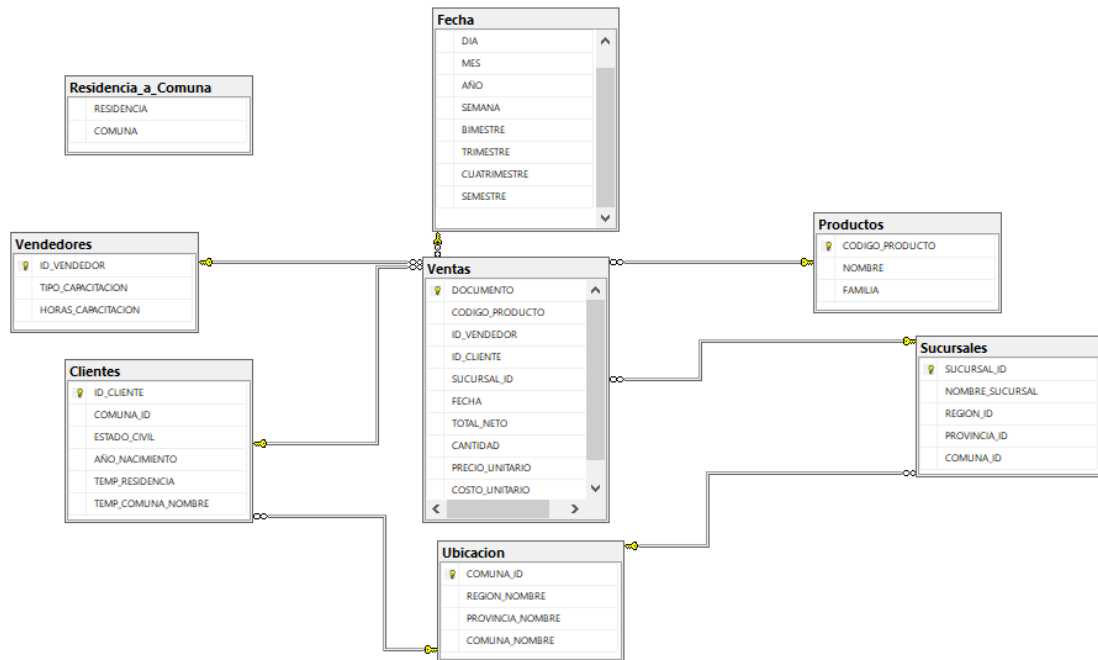 Fecha
DIA
MES
AÑO
SEMANA
BIMESTRE
TRIMESTRE
CUATRIMESTRE
SEMESTRE
Residencia_a_Comuna
RESIDENCIA
COMUNA
Vendedores
ID_VENDEDOR
TIPO_CAPACITACION
HORAS_CAPACITACION
Ventas
DOCUMENTO
CODIGO_PRODUCTO
ID_VENDEDOR
ID_CLIENTE
SUCURSAL_ID
FECHA
TOTAL_NETO
CANTIDAD
PRECIO_UNITARIO
COSTO_UNITARIO
Productos
CODIGO_PRODUCTO
NOMBRE
FAMILIA
Clientes
ID_CLIENTE
COMUNA_ID
ESTADO_CIVIL
AÑO_NACIMIENTO
TEMP_RESIDENCIA
TEMP_COMUNA_NOMBRE
Sucursales
SUCURSAL_ID
NOMBRE_SUCURSAL
REGION_ID
PROVINCIA_ID
COMUNA_ID
Ubicacion
COMUNA_ID
REGION_NOMBRE
PROVINCIA_NOMBRE
COMUNA_NOMBRE